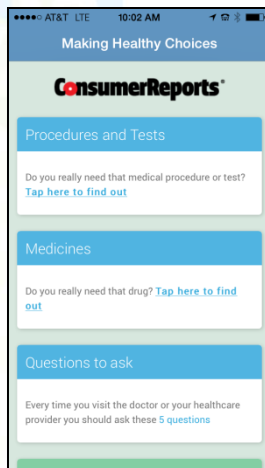 AT&T LTE 10:02 AM
Making Healthy Choices
ConsumerReports®
Procedures and Tests
Do you really need that medical procedure or test?
Tap here to find out
Medicines
Do you really need that drug? Tap here to find
out
Questions to ask
Every time you visit the doctor or your healthcare
provider you should ask these 5 questions